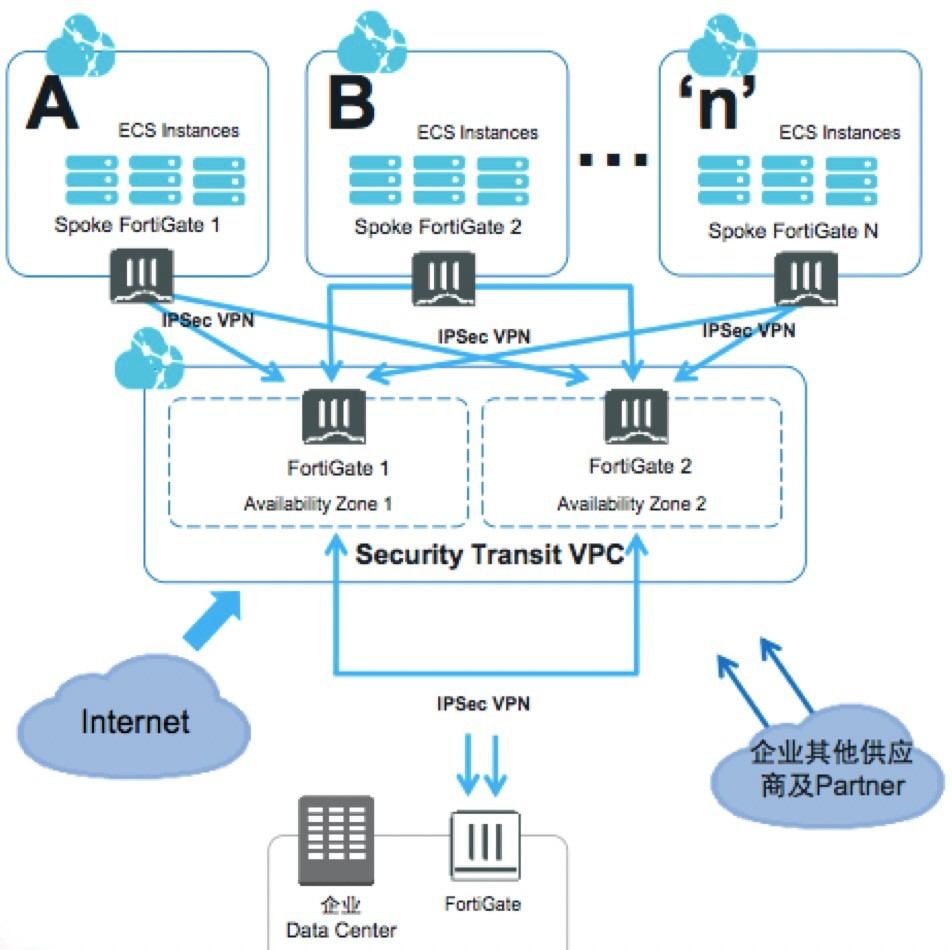 A
B
‘n’
ECS Instances
ECS Instances
ECS Instances
...
Spoke FortiGate 1
Spoke FortiGate 2
Spoke FortiGate N
IPSec VPN
IPSec VPN
IPSec VPN
FortiGate 1
FortiGate 2
Availability Zone 1
Availability Zone 2
Security Transit VPC
Internet
IPSec VPN
企业其他供应
商及Partner
企业
Data Center
FortiGate